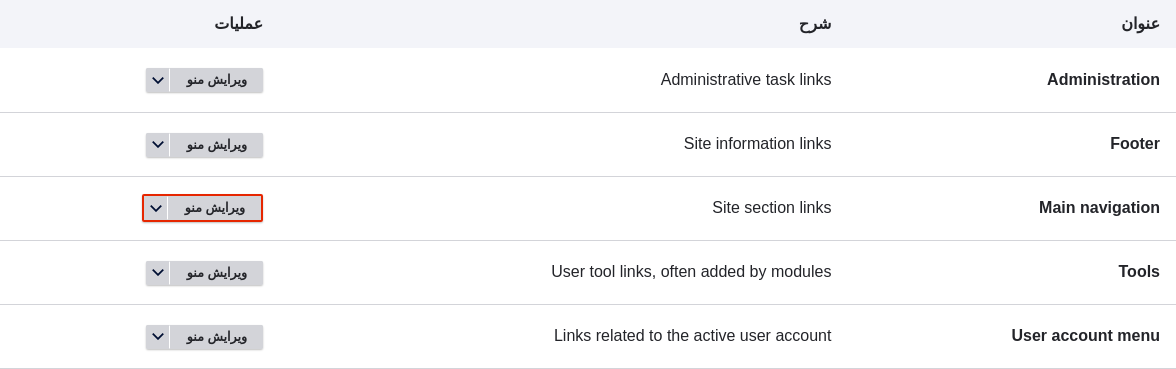 عنوان شرح عملیات
Administration Administrative task links ویرایش منو
Footer Site information links ویرایش منو
Main navigation Site section links ویرایش منو
Tools User tool links, often added by modules ویرایش منو
User account menu Links related to the active user account ویرایش منو